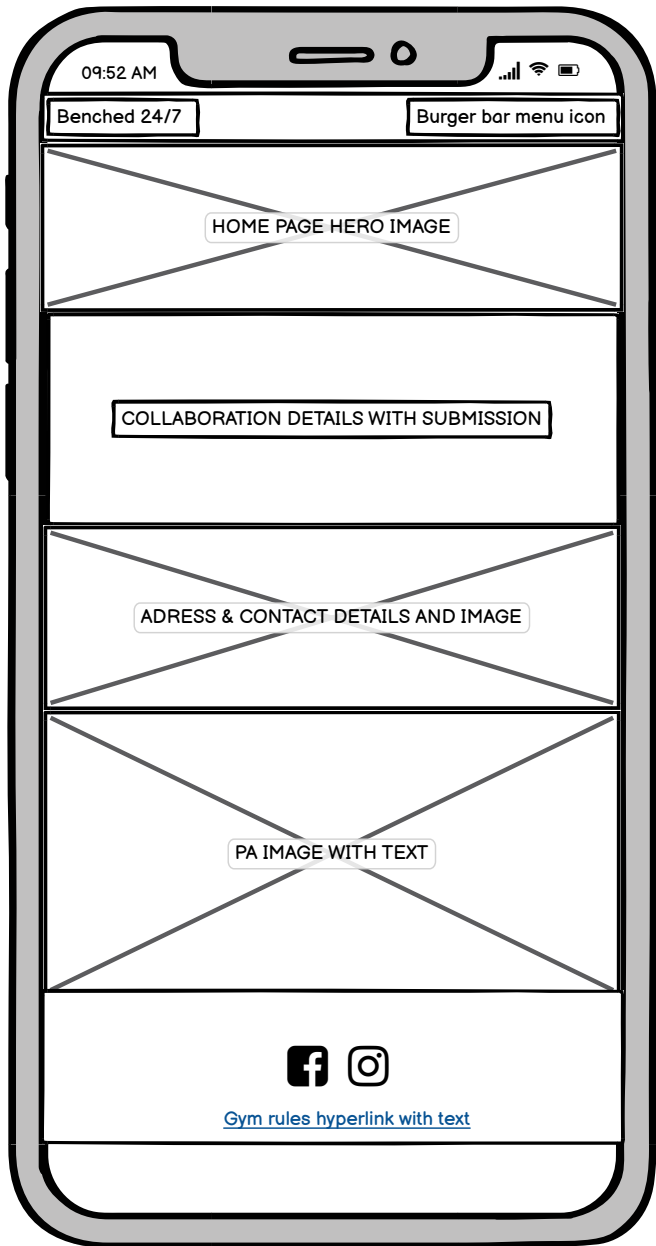 09:52 AM
Benched 24/7
Burger bar menu icon
HOME PAGE HERO IMAGE
COLLABORATION DETAILS WITH SUBMISSION
ADRESS & CONTACT DETAILS AND IMAGE
PA IMAGE WITH TEXT
Gym rules hyperlink with text